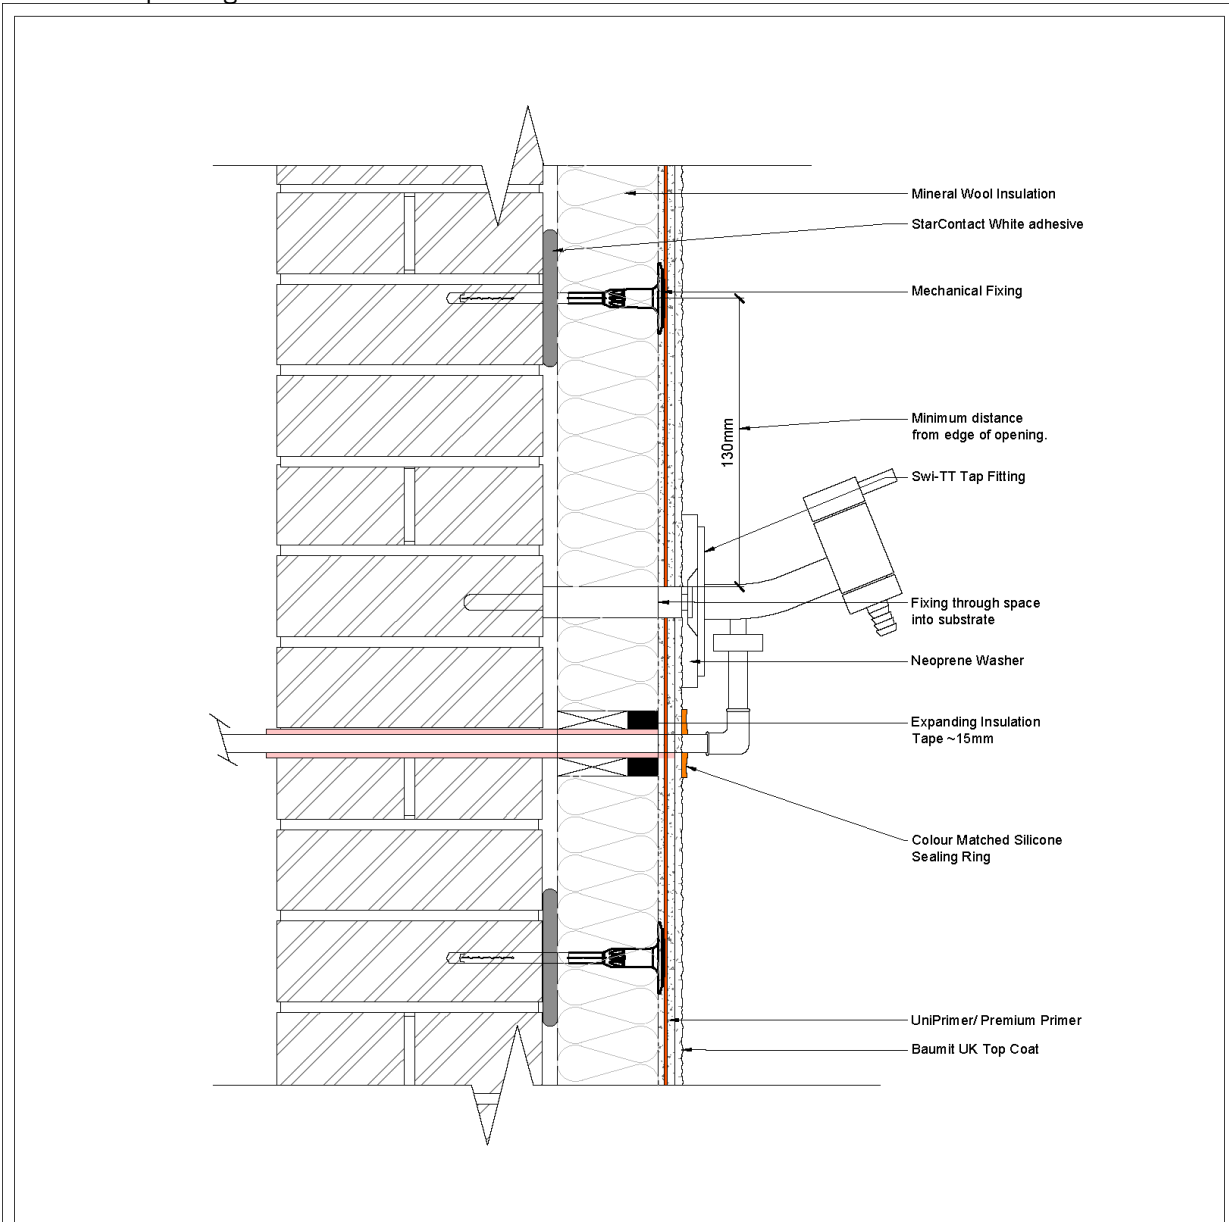 Mineral Wool Insulation
StarContact White adhesive
Mechanical Fixing
Minimum distance
from edge of opening.
130mm
Swi-TT Tap Fitting
Fixing through space
into substrate
Neoprene Washer
Expanding Insulation
Tape ~15mm
Colour Matched Silicone
Sealing Ring
UniPrimer/ Premium Primer
Baumit UK Top Coat